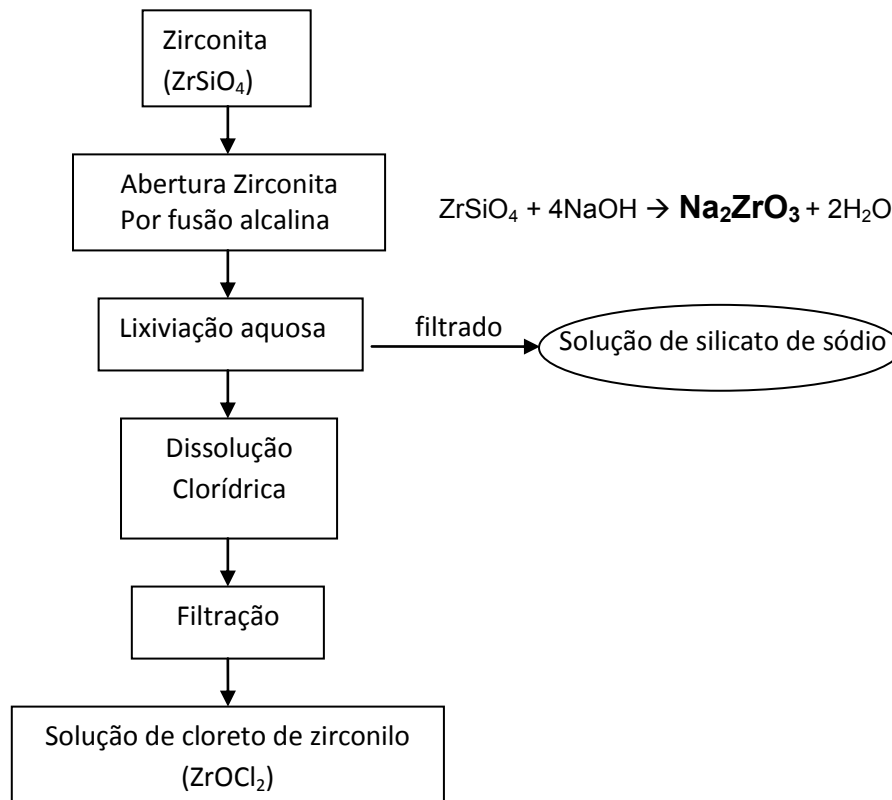 Zirconita
(ZrSiO₄)
Abertura Zirconita
Por fusão alcalina
ZrSiO₄ + 4NaOH → Na₂ZrO₃ + 2H₂O
Lixiviação aquosa
filtrado
Solução de silicato de sódio
Dissolução
Clorídrica
Filtração
Solução de cloreto de zirconilo
(ZrOCl₂)